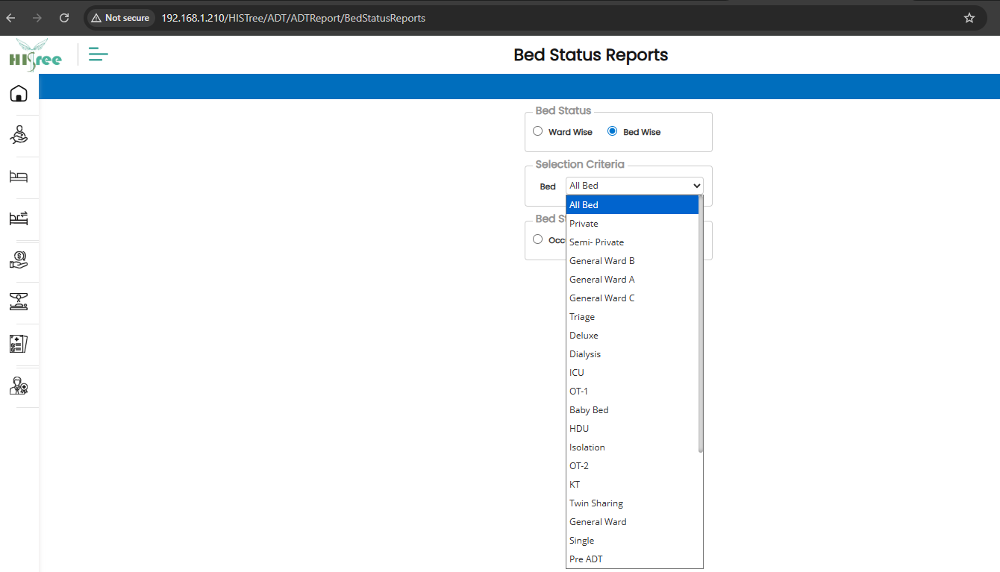 Not secure 192.168.1.210/HISTree/ADT/ADTReport/BedStatusReports
HISTree
Bed Status Reports
Bed Status
Ward Wise Bed Wise
Selection Criteria
Bed All Bed
All Bed
Private
Semi- Private
General Ward B
General Ward A
General Ward C
Triage
Deluxe
Dialysis
ICU
OT-1
Baby Bed
HDU
Isolation
OT-2
KT
Twin Sharing
General Ward
Single
Pre ADT
Bed